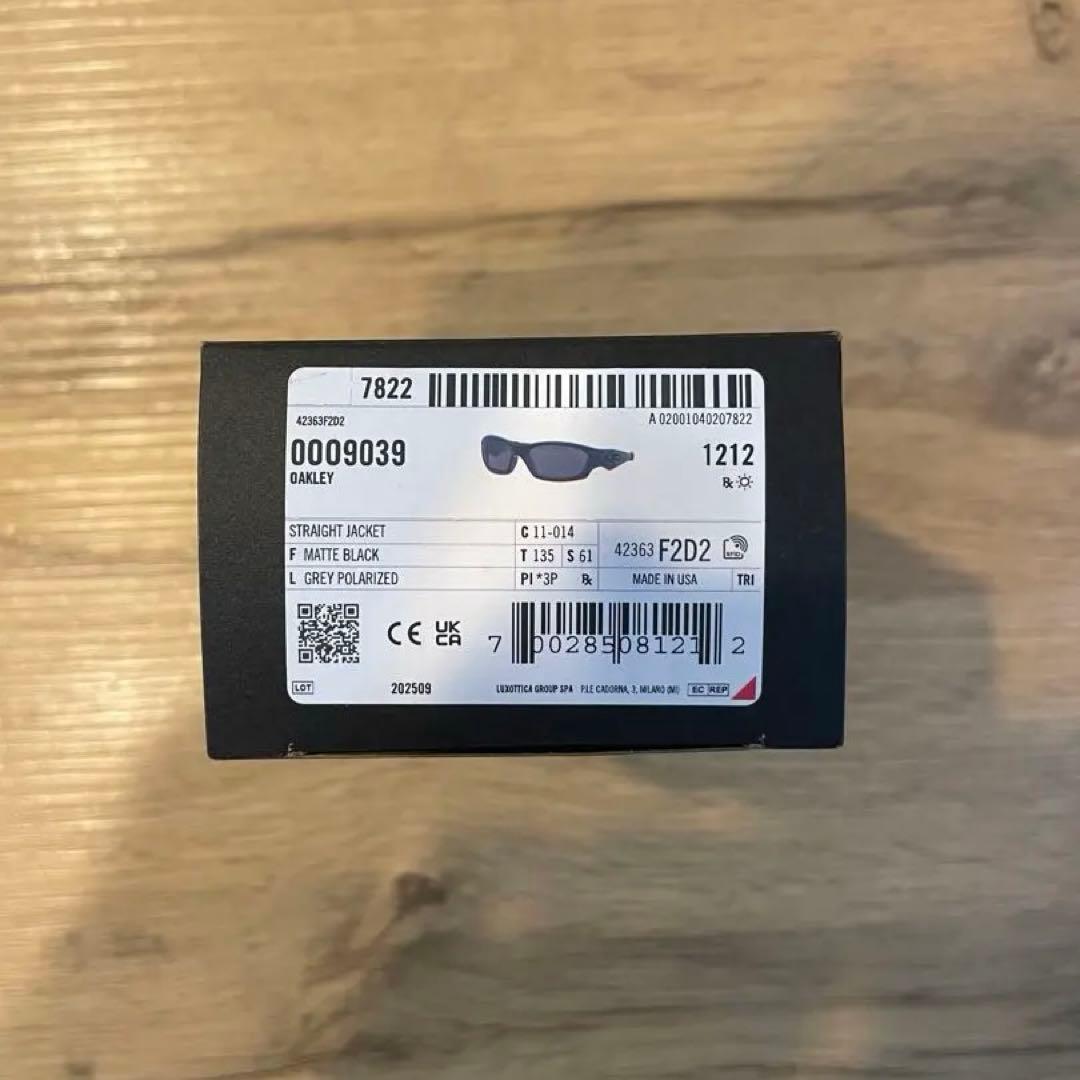 7822
42363F2D2
A 02001040207822
0009039
1212
OAKLEY
℞
STRAIGHT JACKET
C 11-014
F MATTE BLACK
T 135
S 61
42363 F2D2
RFID
L GREY POLARIZED
PI *3P
℞
MADE IN USA
TRI
CE
UK
CA
7 00285 08121 2
LOT
202509
LUXOTTICA GROUP SPA P.LE CADORNA, 3, MILANO (MI)
EC REP